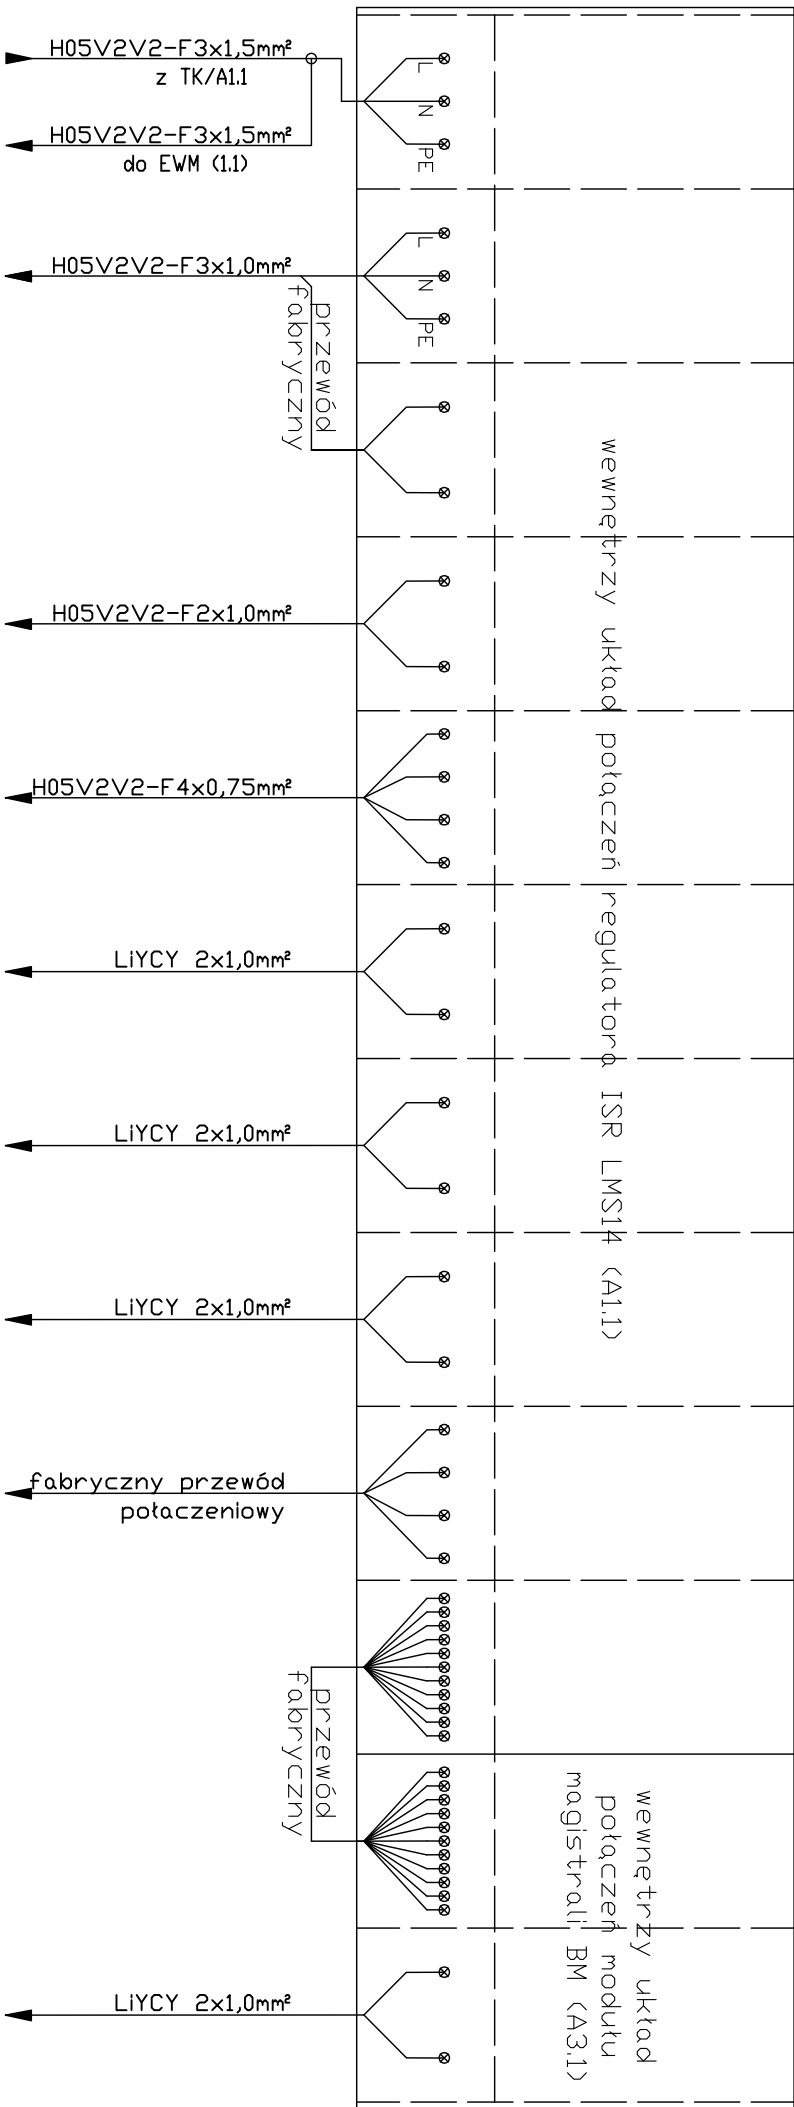 H05V2V2-F3x1,5mm²
z TK/A1.1
H05V2V2-F3x1,5mm²
do EWM (1.1)
L
N
PE
H05V2V2-F3x1,0mm²
L
N
PE
przewód
fabryczny
H05V2V2-F2x1,0mm²
H05V2V2-F4x0,75mm²
LiYCY 2x1,0mm²
LiYCY 2x1,0mm²
LiYCY 2x1,0mm²
fabryczny przewód
połaczeniowy
przewód
fabryczny
LiYCY 2x1,0mm²
wewnętrzy układ połączeń regulatora ISR LMS14 (A1.1)
wewnętrzy układ
połączeń modułu
magistrali BM (A3.1)